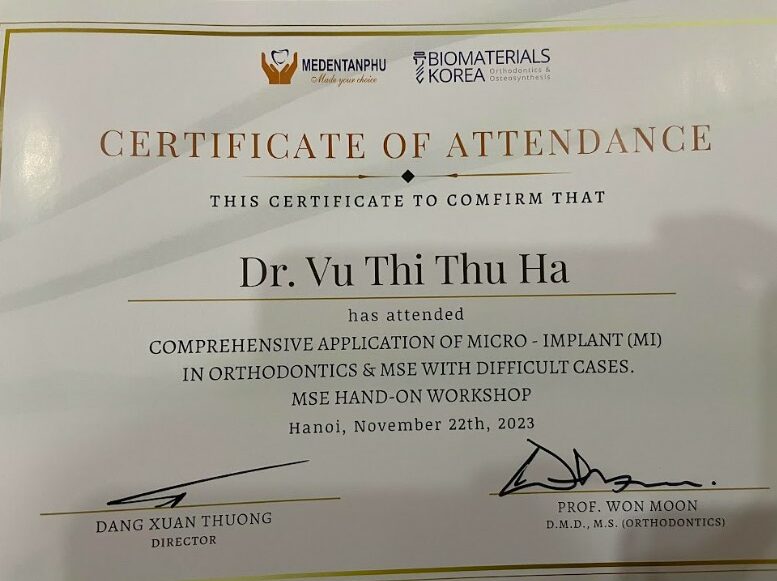 MEDENTANPHU
Made your choice
BIOMATERIALS
KOREA Orthodontics &
Osteosynthesis
CERTIFICATE OF ATTENDANCE
THIS CERTIFICATE TO COMFIRM THAT
Dr. Vu Thi Thu Ha
has attended
COMPREHENSIVE APPLICATION OF MICRO - IMPLANT (MI)
IN ORTHODONTICS & MSE WITH DIFFICULT CASES.
MSE HAND-ON WORKSHOP
Hanoi, November 22th, 2023
DANG XUAN THUONG
DIRECTOR
PROF. WON MOON
D.M.D., M.S. (ORTHODONTICS)